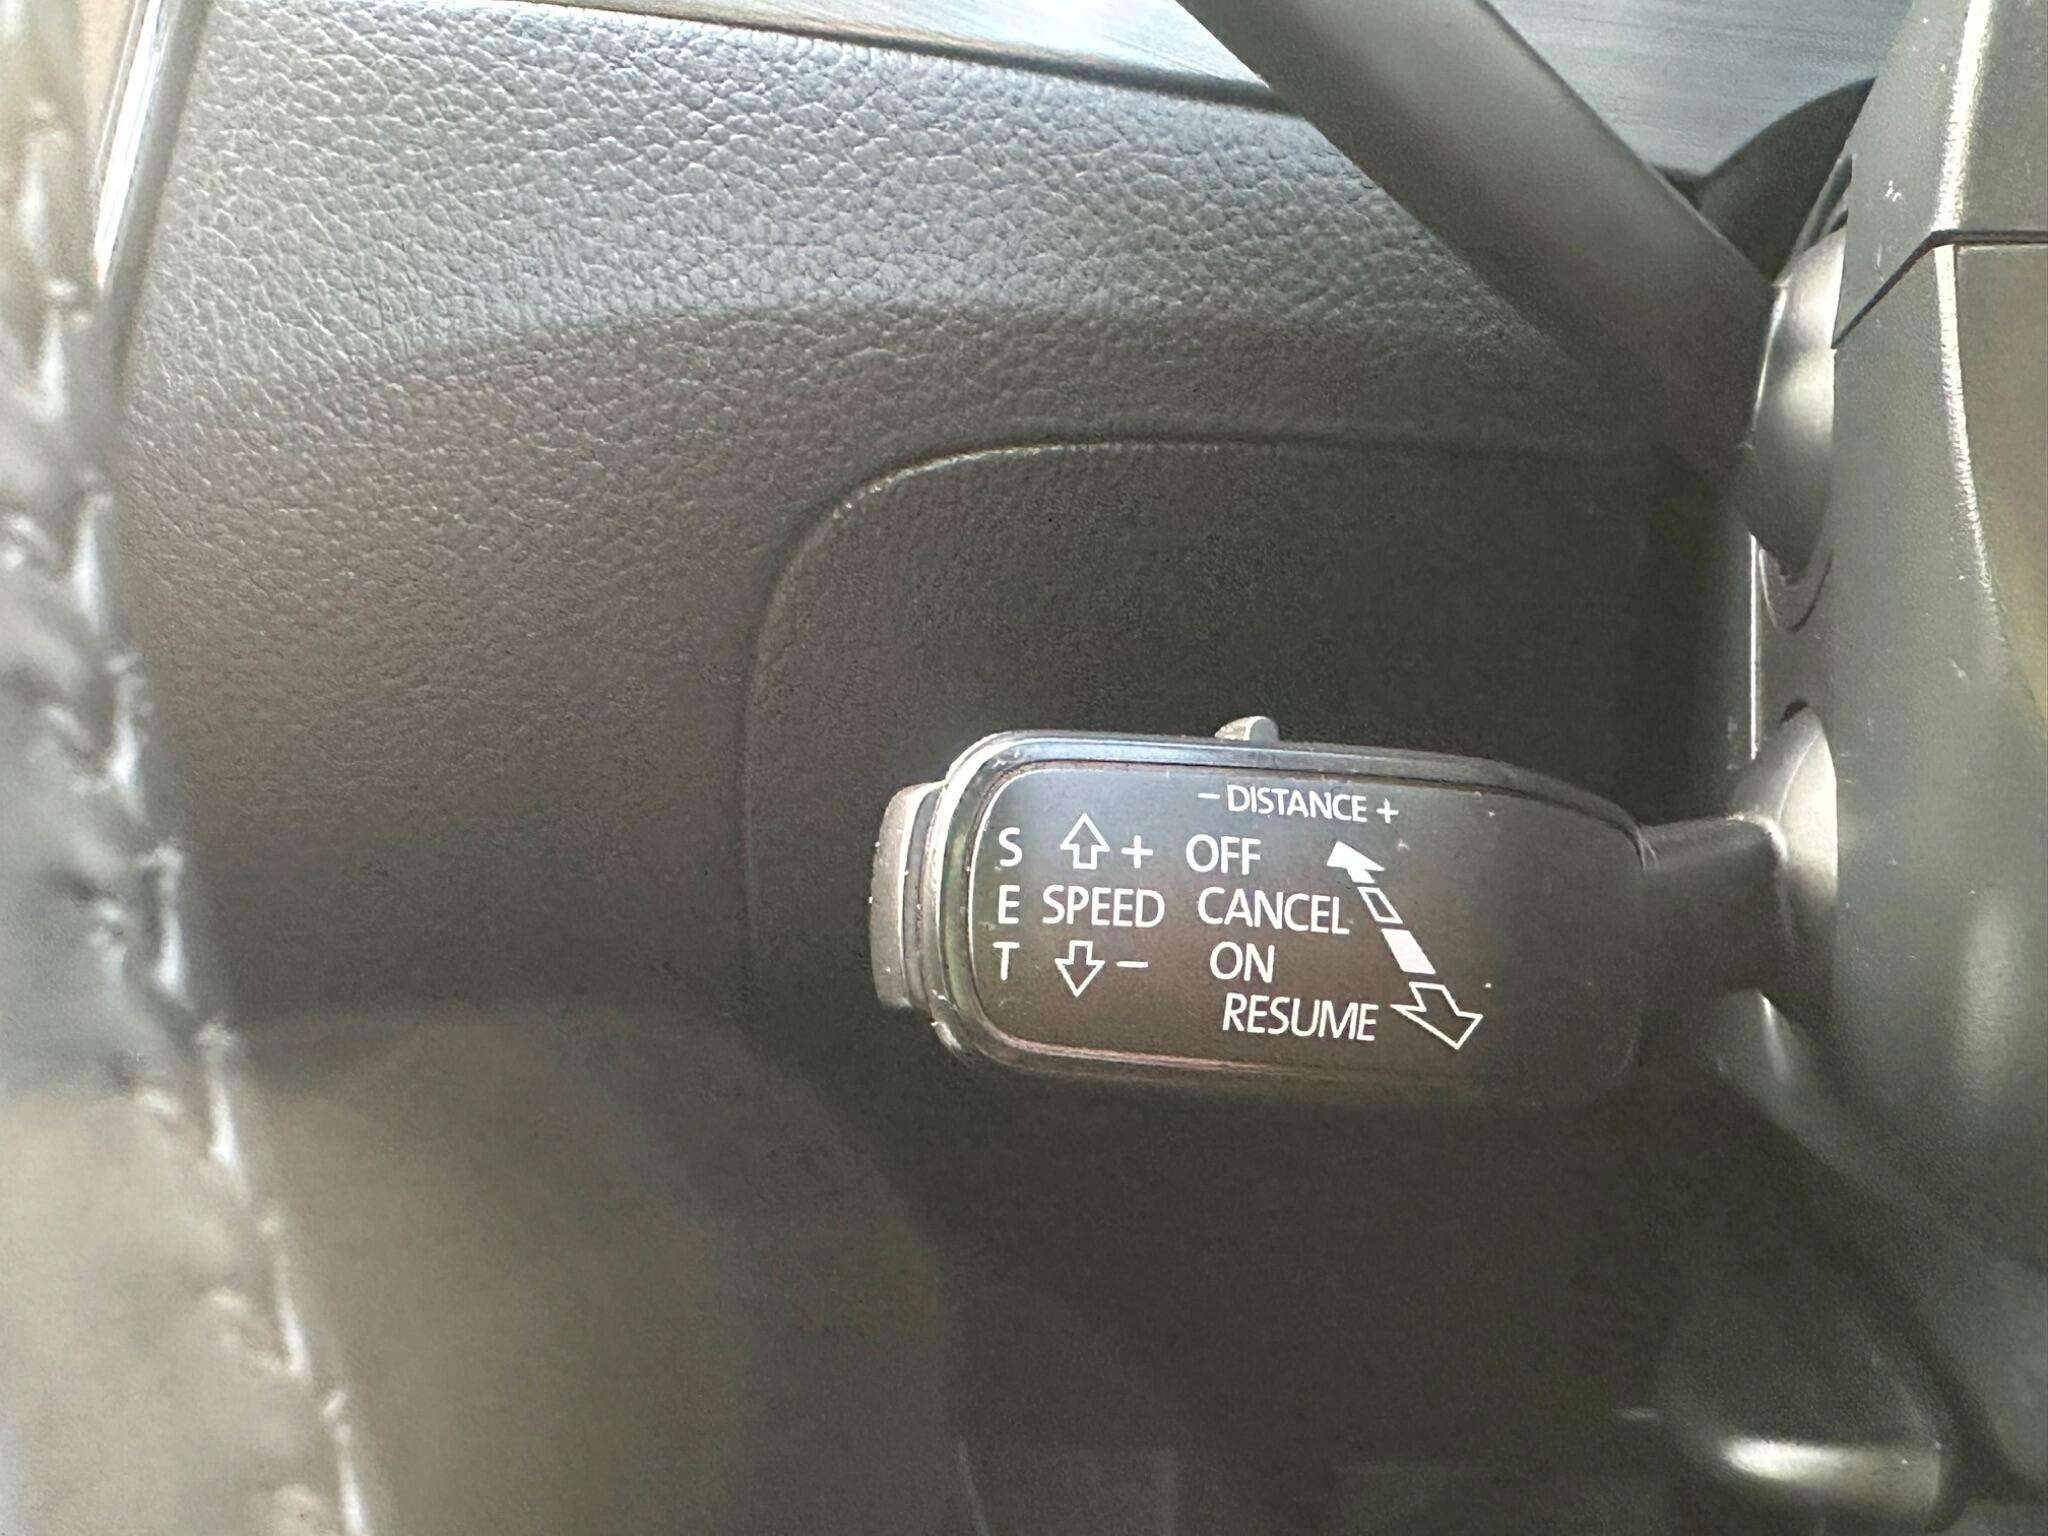 - DISTANCE +
S + OFF
E SPEED CANCEL
T - ON
RESUME